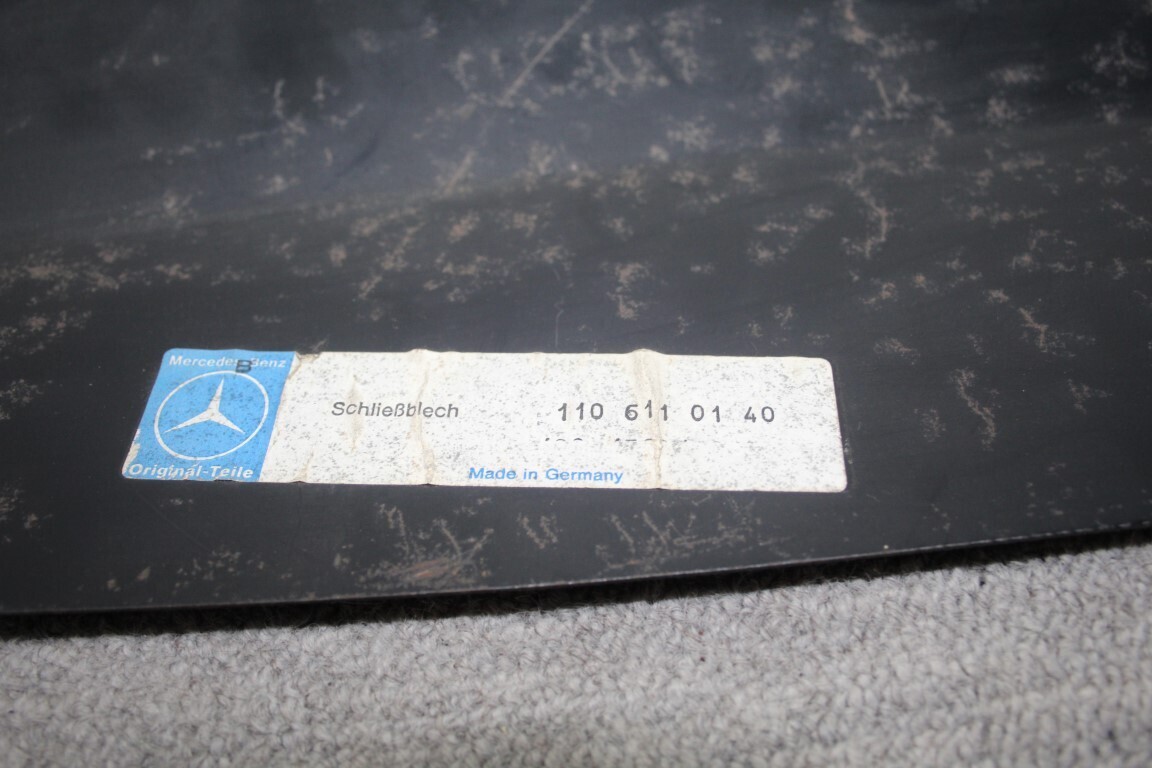 Mercedes-Benz
B
Schließblech 110 611 01 40
Made in Germany
Original-Teile